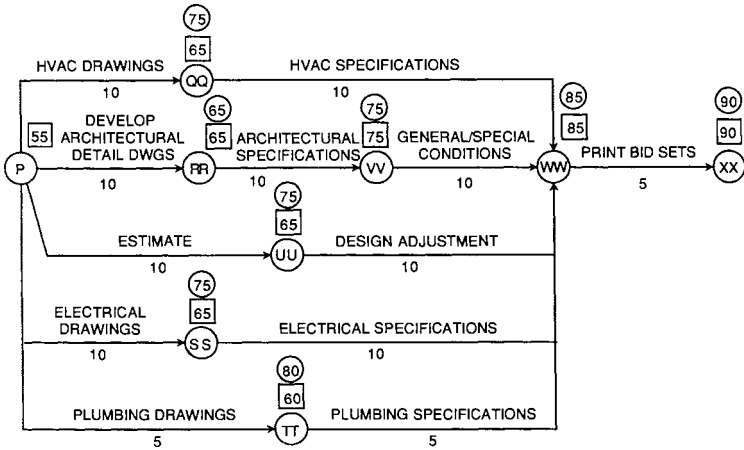 75
65
HVAC DRAWINGS
QQ
HVAC SPECIFICATIONS
10
10
85
85
90
90
55
DEVELOP
ARCHITECTURAL
DETAIL DWGS
65
65
ARCHITECTURAL
SPECIFICATIONS
75
75
GENERAL/SPECIAL
CONDITIONS
P
RR
VV
WW
PRINT BID SETS
XX
10
10
10
5
75
65
ESTIMATE
UU
DESIGN ADJUSTMENT
10
10
75
65
ELECTRICAL
DRAWINGS
SS
ELECTRICAL SPECIFICATIONS
10
10
80
60
PLUMBING DRAWINGS
TT
PLUMBING SPECIFICATIONS
5
5